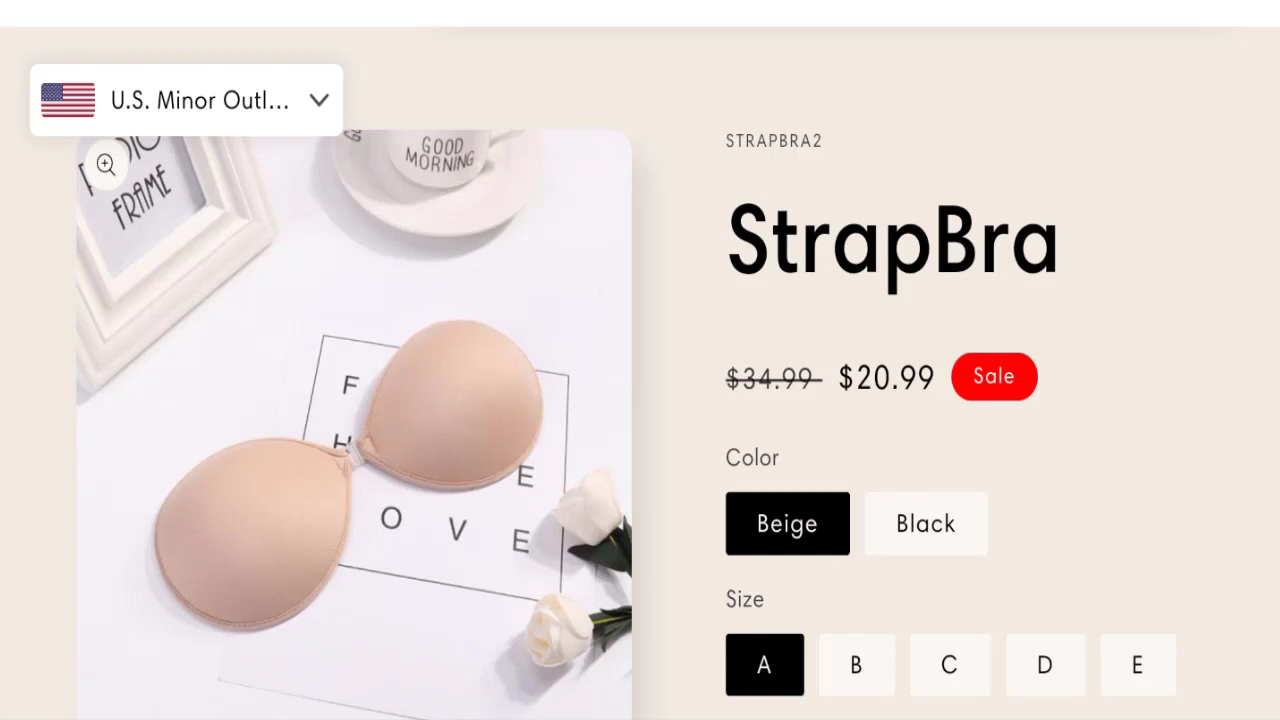 U.S. Minor Outl...
FRAME
GOOD
MORNING
F
E
O V E
STRAPBRA2
StrapBra
$34.99 $20.99 Sale
Color
Beige Black
Size
A B C D E